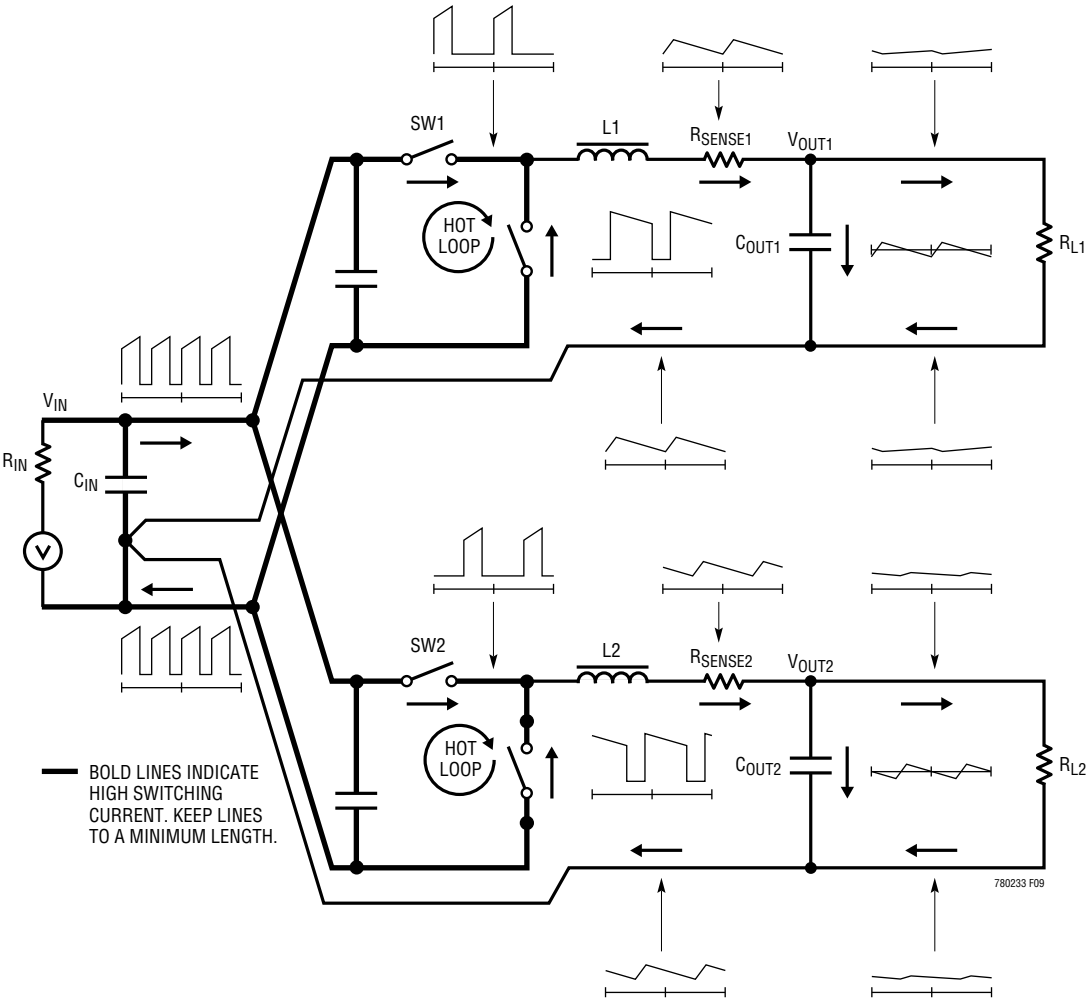 SW1
L1
RSENSE1
VOUT1
HOT
LOOP
COUT1
RL1
VIN
RIN
CIN
V
SW2
L2
RSENSE2
VOUT2
HOT
LOOP
COUT2
RL2
BOLD LINES INDICATE
HIGH SWITCHING
CURRENT. KEEP LINES
TO A MINIMUM LENGTH.
780233 F09